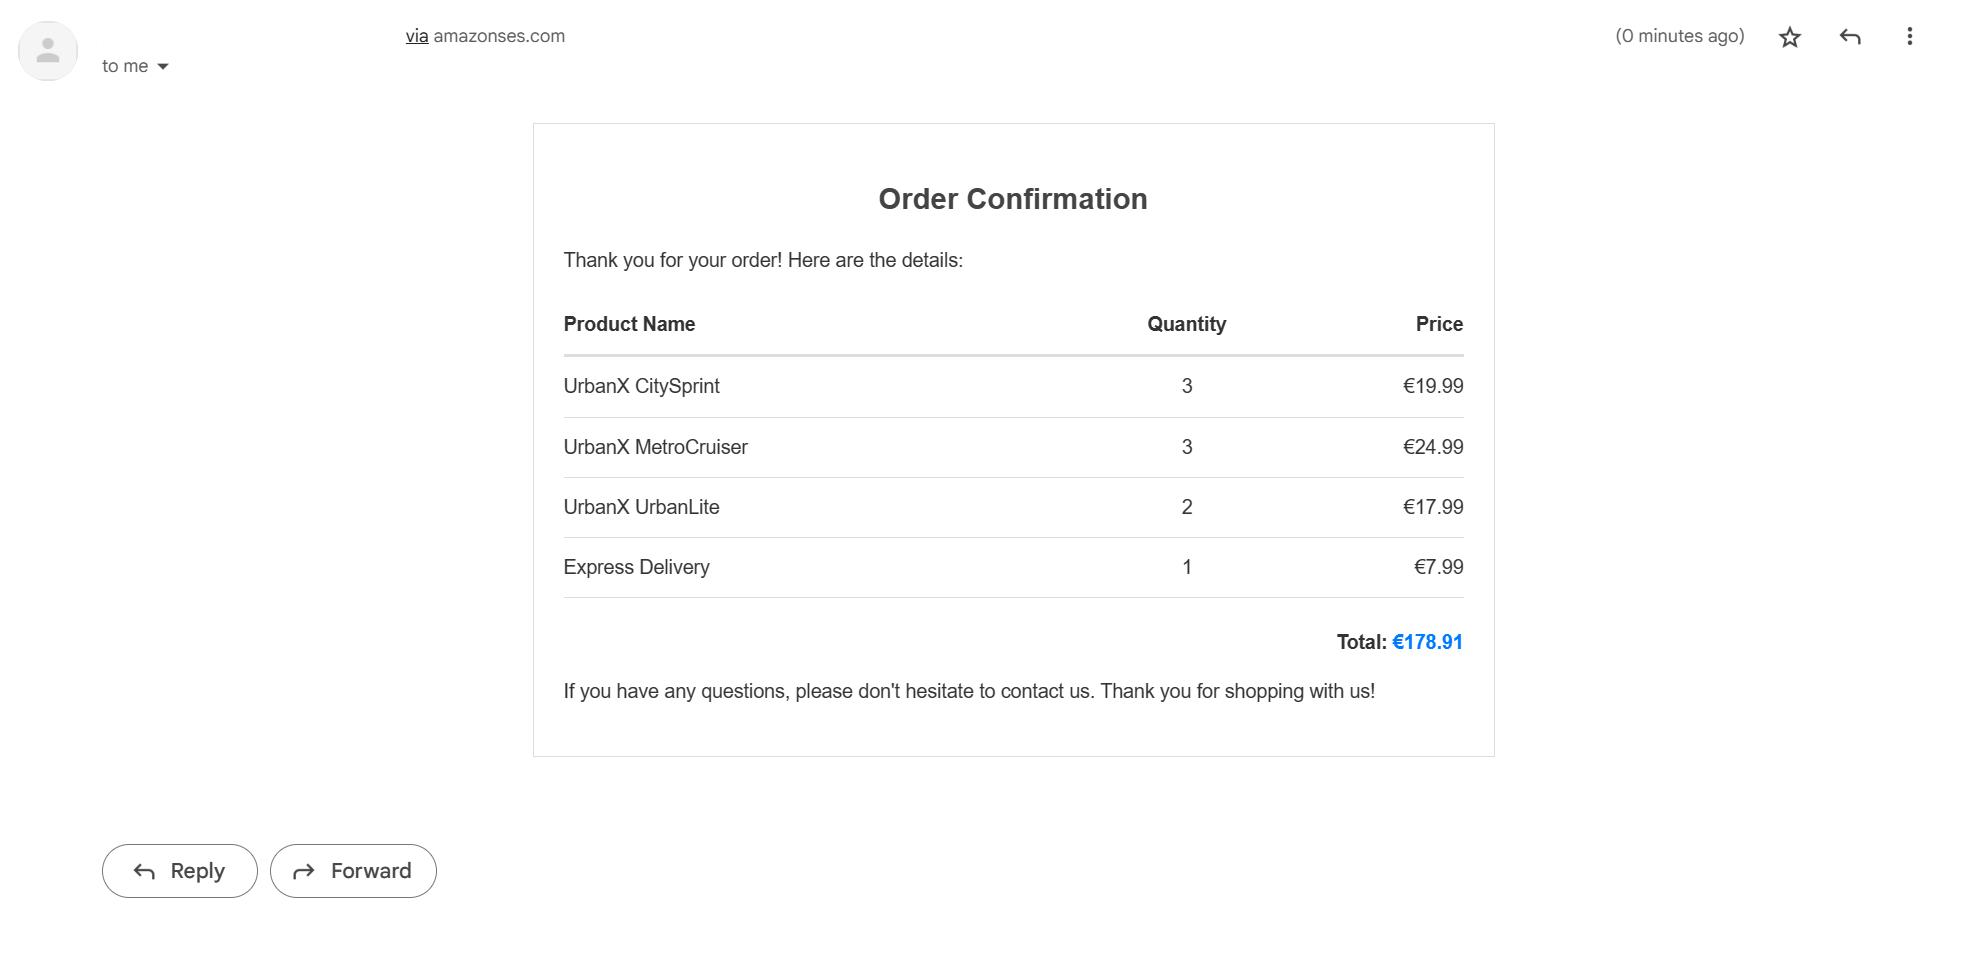 via amazonses.com (0 minutes ago)
to me
Order Confirmation
Thank you for your order! Here are the details:
Product Name Quantity Price
UrbanX CitySprint 3 €19.99
UrbanX MetroCruiser 3 €24.99
UrbanX UrbanLite 2 €17.99
Express Delivery 1 €7.99
Total: €178.91
If you have any questions, please don't hesitate to contact us. Thank you for shopping with us!
Reply Forward